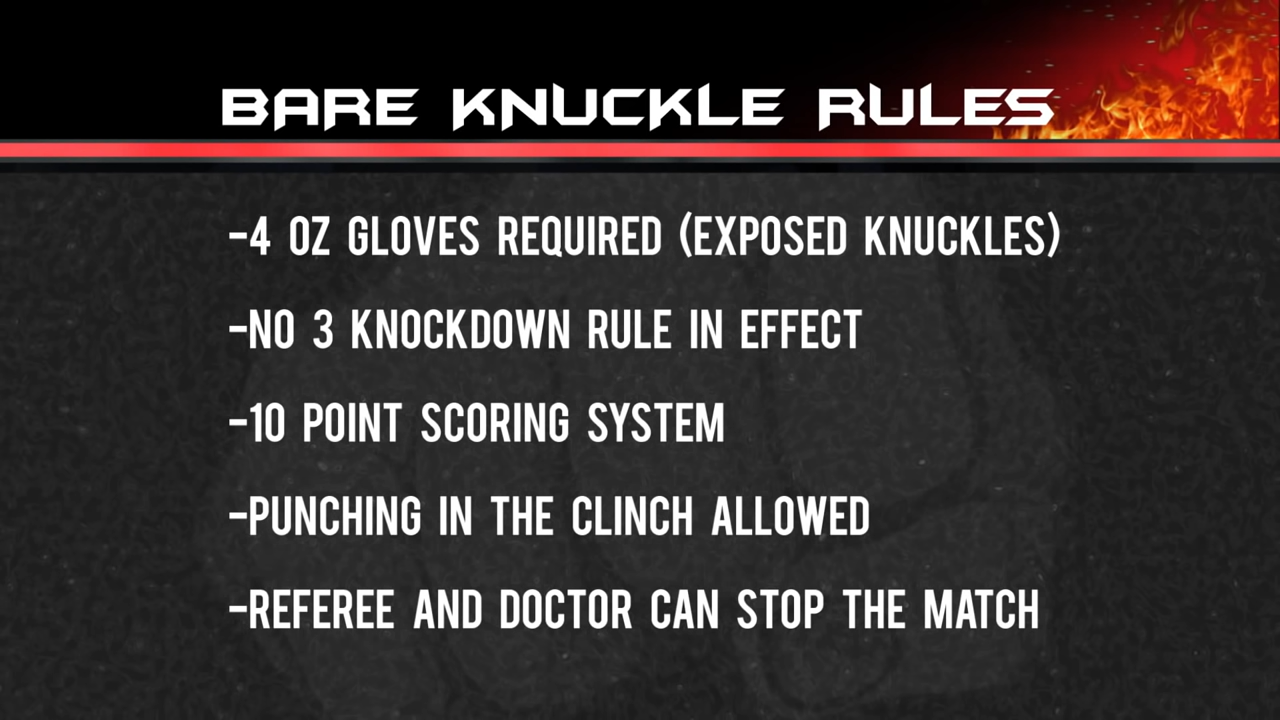 BARE KNUCKLE RULES
-4 OZ GLOVES REQUIRED (EXPOSED KNUCKLES)
-NO 3 KNOCKDOWN RULE IN EFFECT
-10 POINT SCORING SYSTEM
-PUNCHING IN THE CLINCH ALLOWED
-REFEREE AND DOCTOR CAN STOP THE MATCH